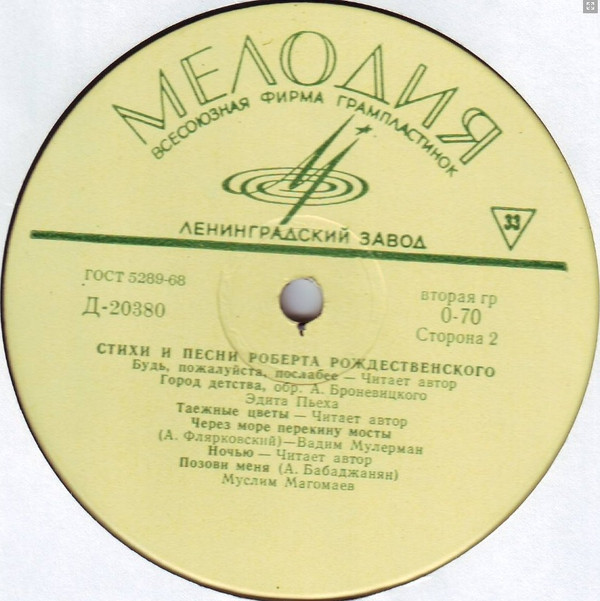 МЕЛОДИЯ
ВСЕСОЮЗНАЯ ФИРМА ГРАМПЛАСТИНОК
ЛЕНИНГРАДСКИЙ ЗАВОД
33
ГОСТ 5289-68
Д-20380
вторая гр
0-70
Сторона 2
СТИХИ И ПЕСНИ РОБЕРТА РОЖДЕСТВЕНСКОГО
Будь, пожалуйста, послабее — Читает автор
Город детства, обр. А. Броневицкого
Эдита Пьеха
Таежные цветы — Читает автор
Через море перекину мосты
(А. Флярковский)—Вадим Мулерман
Ночью — Читает автор
Позови меня (А. Бабаджанян)
Муслим Магомаев